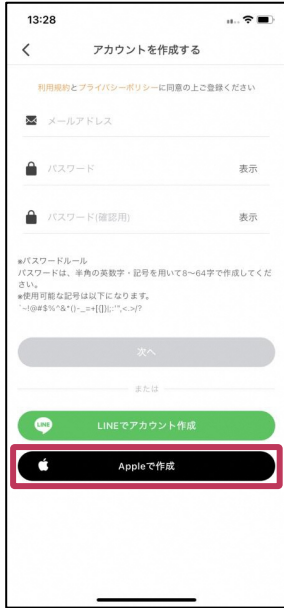 13:28
アカウントを作成する
利用規約とプライバシーポリシーに同意の上ご登録ください
メールアドレス
パスワード 表示
パスワード(確認用) 表示
※パスワードルール
パスワードは、半角の英数字・記号を用いて8〜64字で作成してくだ
さい。
※使用可能な記号は以下になります。
`~!@#$%^&*()-_=+[{]}|;:'",<.>/?
次へ
または
LINE LINEでアカウント作成
Appleで作成